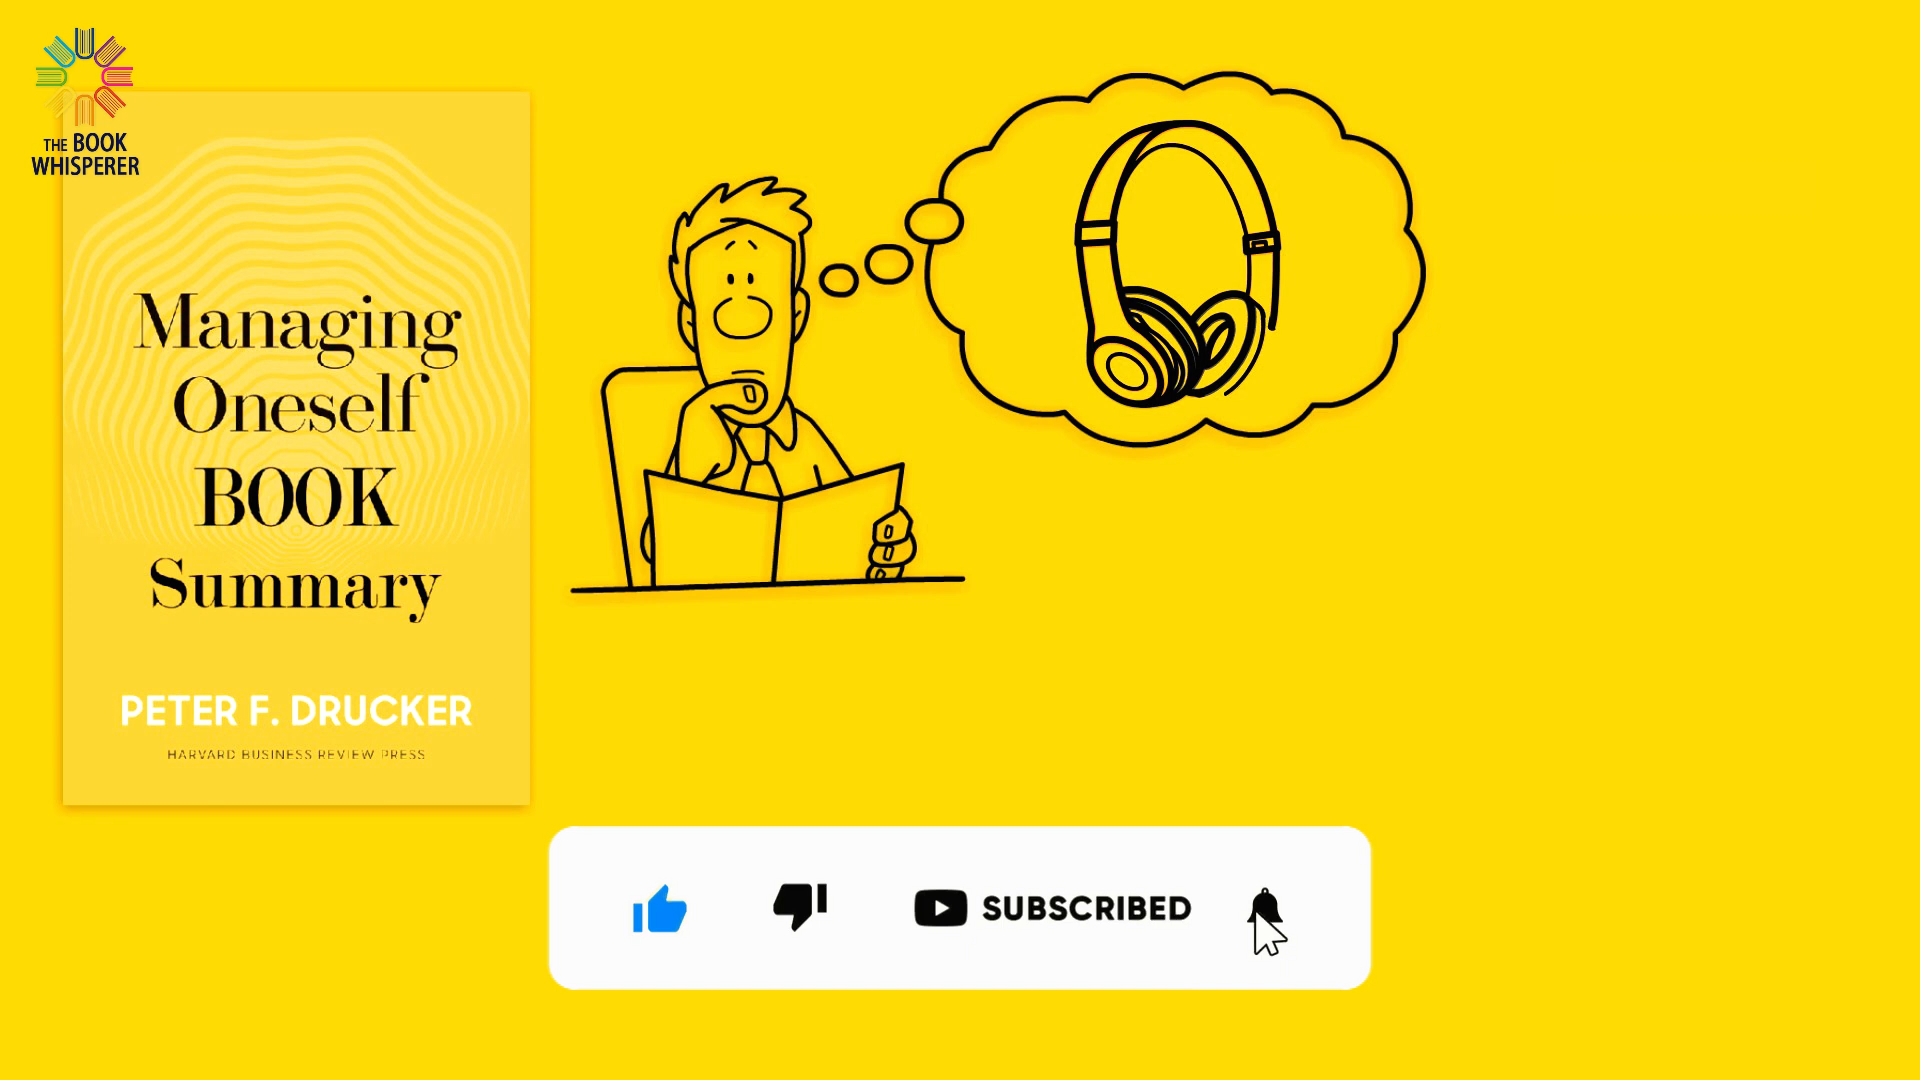 THE BOOK
WHISPERER
Managing
Oneself
BOOK
Summary
PETER F. DRUCKER
HARVARD BUSINESS REVIEW PRESS
SUBSCRIBED